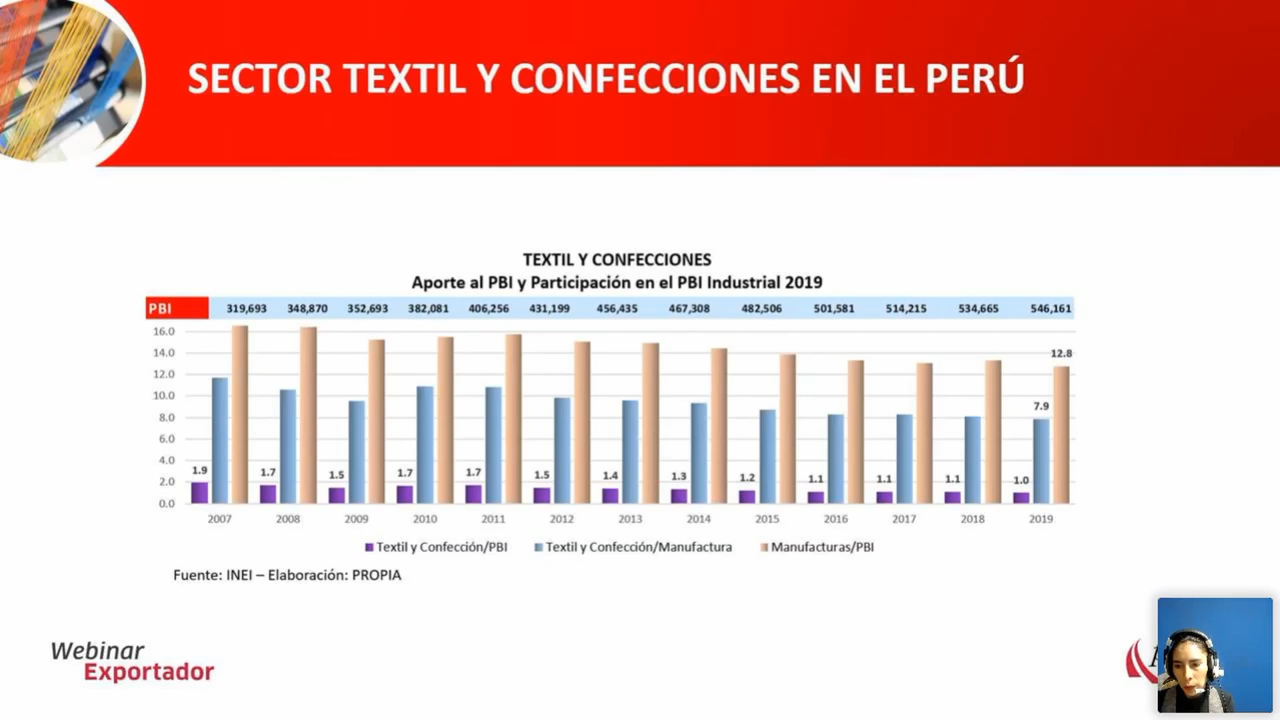 SECTOR TEXTIL Y CONFECCIONES EN EL PERÚ
TEXTIL Y CONFECCIONES
Aporte al PBI y Participación en el PBI Industrial 2019
PBI 319,693 348,870 352,693 382,081 406,256 431,199 456,435 467,308 482,506 501,581 514,215 534,665 546,161
16.0
14.0
12.0
10.0
8.0
6.0
4.0
2.0
0.0
12.8
7.9
1.9 1.7 1.5 1.7 1.7 1.5 1.4 1.3 1.2 1.1 1.1 1.1 1.0
2007 2008 2009 2010 2011 2012 2013 2014 2015 2016 2017 2018 2019
Textil y Confección/PBI Textil y Confección/Manufactura Manufacturas/PBI
Fuente: INEI – Elaboración: PROPIA
Webinar
Exportador